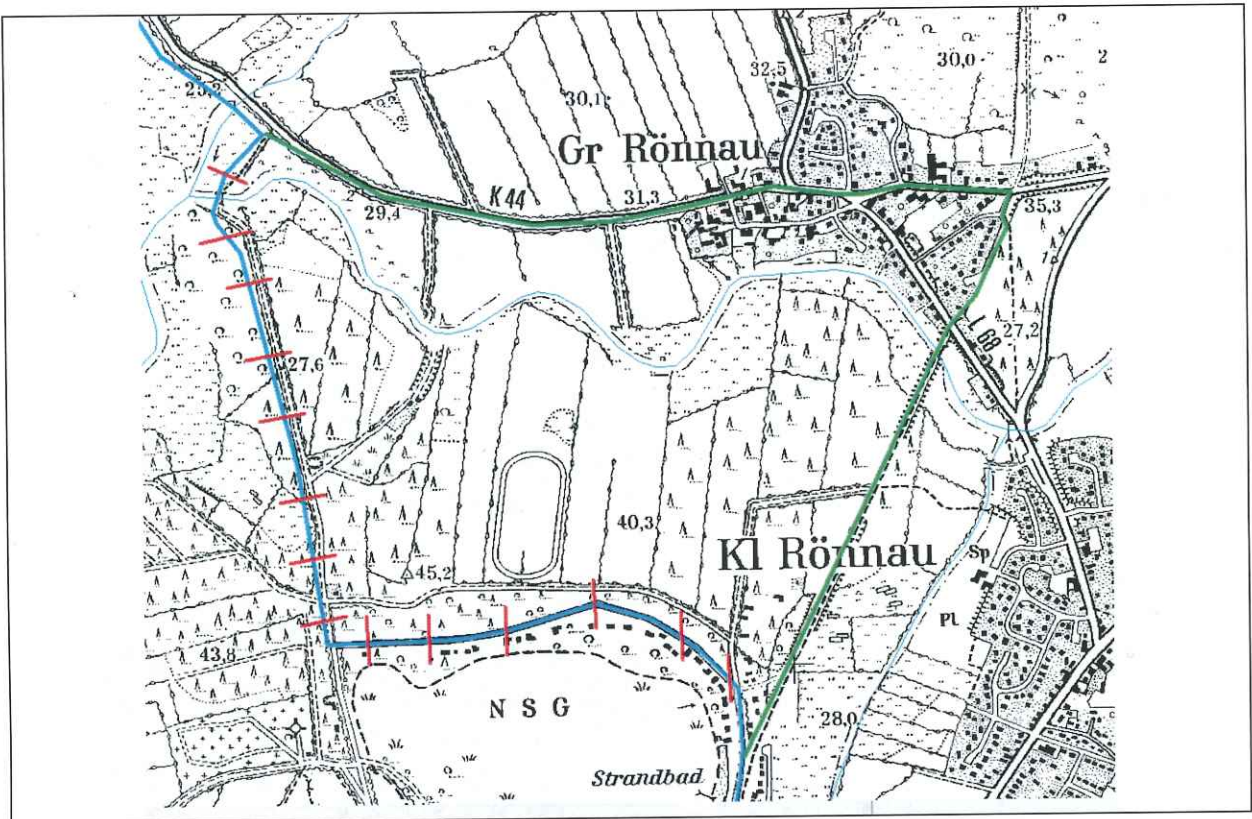 25,2
32,5
30,0
2
30,1
Gr Rönnau
K 44
31,3
29,4
35,3
L 68
27,2
27,6
40,3
Kl Rönnau
45,2
Sp
Pl
43,8
N S G
28,0
Strandbad